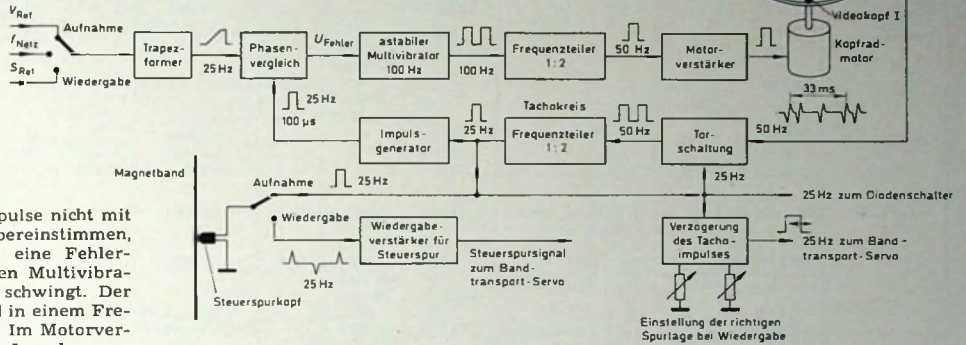 V Ref
Aufnahme
f Netz
S Ref
Wiedergabe
Trapez-
former
25 Hz
Phasen-
vergleich
U Fehler
astabiler
Multivibrator
100 Hz
100 Hz
Frequenzteiler
1:2
50 Hz
Motor-
verstärker
Videokopf I
Kopfrad-
motor
33 ms
25 Hz
100 µs
Impuls-
generator
25 Hz
Tachokreis
Frequenzteiler
1:2
50 Hz
Tor-
schaltung
50 Hz
25 Hz
Magnetband
Aufnahme
25 Hz
25 Hz zum Diodenschalter
Wiedergabe
Wiedergabe-
verstärker für
Steuerspur
25 Hz
Steuerspursignal
zum Band-
transport-Servo
Verzogerung
des Tacho-
impulses
25 Hz zum Band-
transport-Servo
Steuerspurkopf
Einstellung der richtigen
Spurlage bei Wiedergabe
pulse nicht mit
bereinstimmen,
eine Fehler-
en Multivibra-
schwingt. Der
d in einem Fre-
Im Motorver-